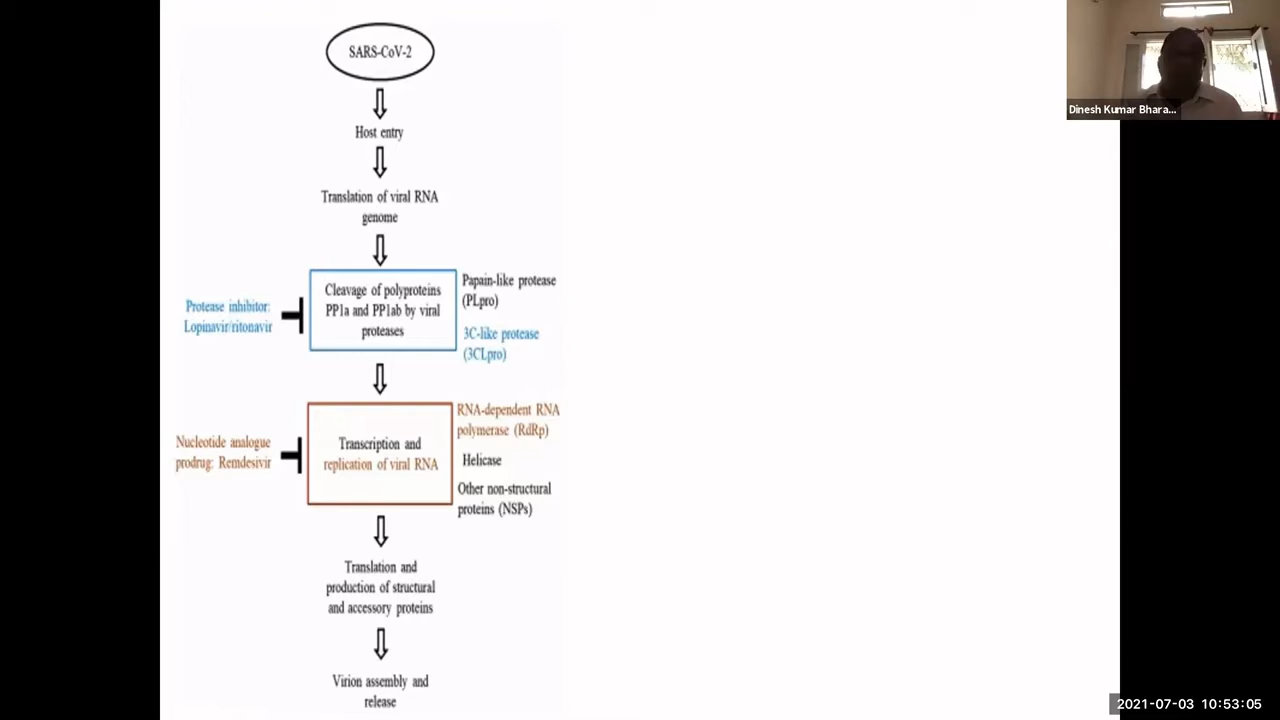 SARS-CoV-2
Host entry
Translation of viral RNA
genome
Cleavage of polyproteins
PP1a and PP1ab by viral
proteases
Papain-like protease
(PLpro)
3C-like protease
(3CLpro)
Protease inhibitor:
Lopinavir/ritonavir
Transcription and
replication of viral RNA
RNA-dependent RNA
polymerase (RdRp)
Helicase
Other non-structural
proteins (NSPs)
Nucleotide analogue
prodrug: Remdesivir
Translation and
production of structural
and accessory proteins
Virion assembly and
release
Dinesh Kumar Bhara...
2021-07-03 10:53:05